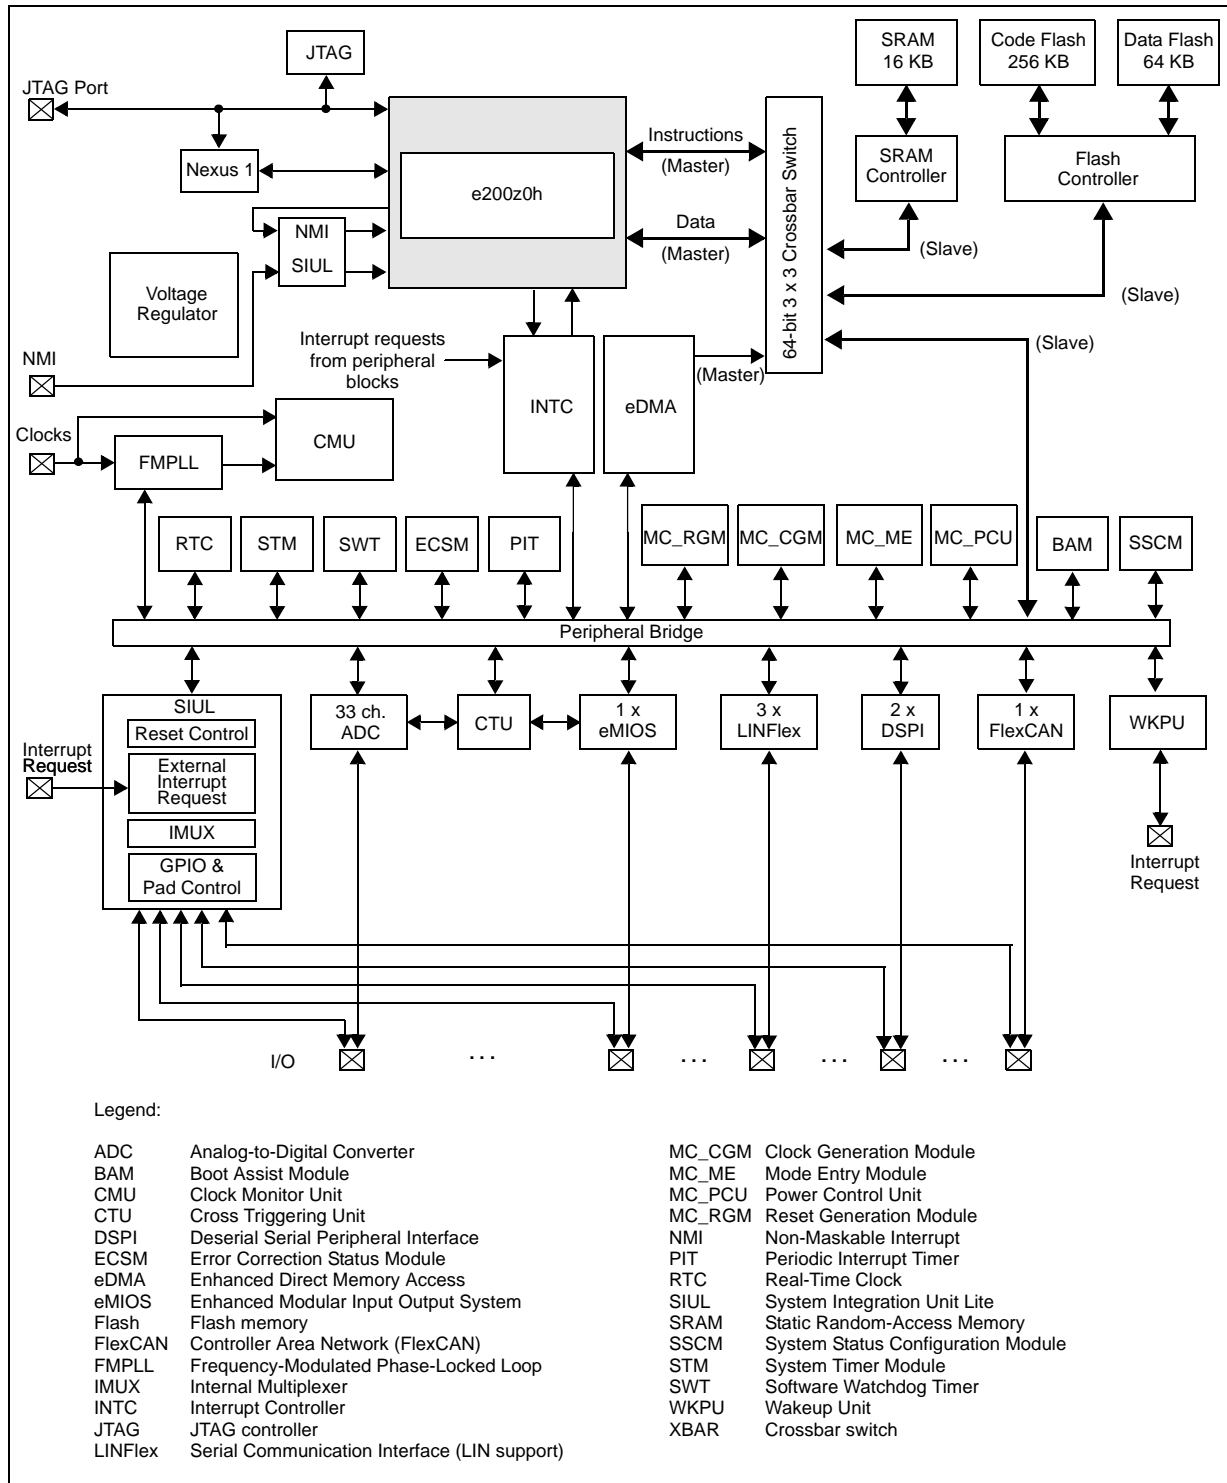 JTAG
SRAM
16 KB
Code Flash
256 KB
Data Flash
64 KB
JTAG Port
Nexus 1
e200z0h
Instructions
(Master)
Data
(Master)
64-bit 3 x 3 Crossbar Switch
SRAM
Controller
Flash
Controller
NMI
SIUL
(Slave)
(Slave)
(Slave)
Voltage
Regulator
NMI
Interrupt requests
from peripheral
blocks
INTC
eDMA
(Master)
Clocks
FMPLL
CMU
RTC
STM
SWT
ECSM
PIT
MC_RGM
MC_CGM
MC_ME
MC_PCU
BAM
SSCM
Peripheral Bridge
SIUL
Reset Control
External
Interrupt
Request
IMUX
GPIO &
Pad Control
Interrupt
Request
33 ch.
ADC
CTU
1 x
eMIOS
3 x
LINFlex
2 x
DSPI
1 x
FlexCAN
WKPU
Interrupt
Request
I/O
. . .
. . .
. . .
. . .
Legend:
ADC Analog-to-Digital Converter
BAM Boot Assist Module
CMU Clock Monitor Unit
CTU Cross Triggering Unit
DSPI Deserial Serial Peripheral Interface
ECSM Error Correction Status Module
eDMA Enhanced Direct Memory Access
eMIOS Enhanced Modular Input Output System
Flash Flash memory
FlexCAN Controller Area Network (FlexCAN)
FMPLL Frequency-Modulated Phase-Locked Loop
IMUX Internal Multiplexer
INTC Interrupt Controller
JTAG JTAG controller
LINFlex Serial Communication Interface (LIN support)
MC_CGM Clock Generation Module
MC_ME Mode Entry Module
MC_PCU Power Control Unit
MC_RGM Reset Generation Module
NMI Non-Maskable Interrupt
PIT Periodic Interrupt Timer
RTC Real-Time Clock
SIUL System Integration Unit Lite
SRAM Static Random-Access Memory
SSCM System Status Configuration Module
STM System Timer Module
SWT Software Watchdog Timer
WKPU Wakeup Unit
XBAR Crossbar switch